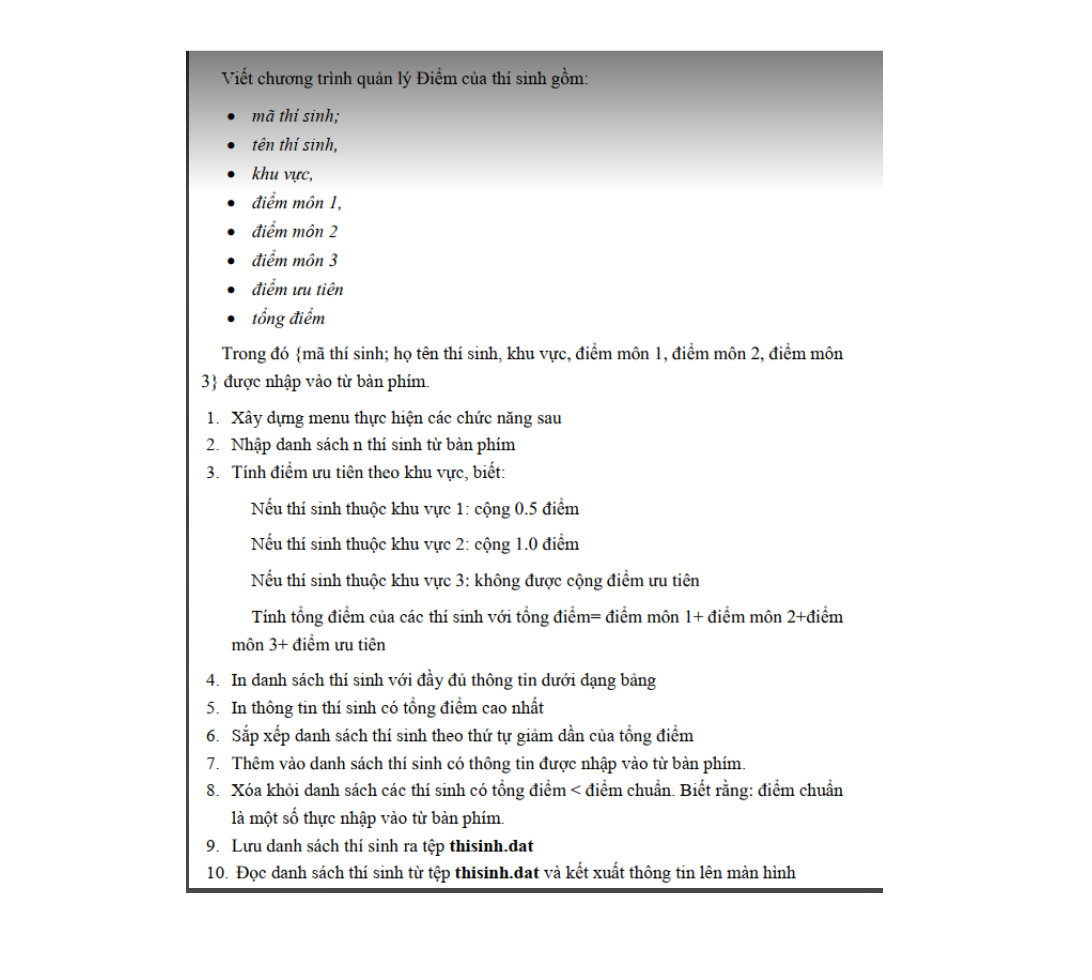 Viết chương trình quản lý Điểm của thí sinh gồm:
• mã thí sinh;
• tên thí sinh,
• khu vực,
• điểm môn 1,
• điểm môn 2
• điểm môn 3
• điểm ưu tiên
• tổng điểm
Trong đó {mã thí sinh; họ tên thí sinh, khu vực, điểm môn 1, điểm môn 2, điểm môn
3} được nhập vào từ bàn phím.
1. Xây dựng menu thực hiện các chức năng sau
2. Nhập danh sách n thí sinh từ bàn phím
3. Tính điểm ưu tiên theo khu vực, biết:
Nếu thí sinh thuộc khu vực 1: cộng 0.5 điểm
Nếu thí sinh thuộc khu vực 2: cộng 1.0 điểm
Nếu thí sinh thuộc khu vực 3: không được cộng điểm ưu tiên
Tính tổng điểm của các thí sinh với tổng điểm= điểm môn 1+ điểm môn 2+điểm
môn 3+ điểm ưu tiên
4. In danh sách thí sinh với đầy đủ thông tin dưới dạng bảng
5. In thông tin thí sinh có tổng điểm cao nhất
6. Sắp xếp danh sách thí sinh theo thứ tự giảm dần của tổng điểm
7. Thêm vào danh sách thí sinh có thông tin được nhập vào từ bàn phím.
8. Xóa khỏi danh sách các thí sinh có tổng điểm < điểm chuẩn. Biết rằng: điểm chuẩn
là một số thực nhập vào từ bàn phím.
9. Lưu danh sách thí sinh ra tệp thisinh.dat
10. Đọc danh sách thí sinh từ tệp thisinh.dat và kết xuất thông tin lên màn hình